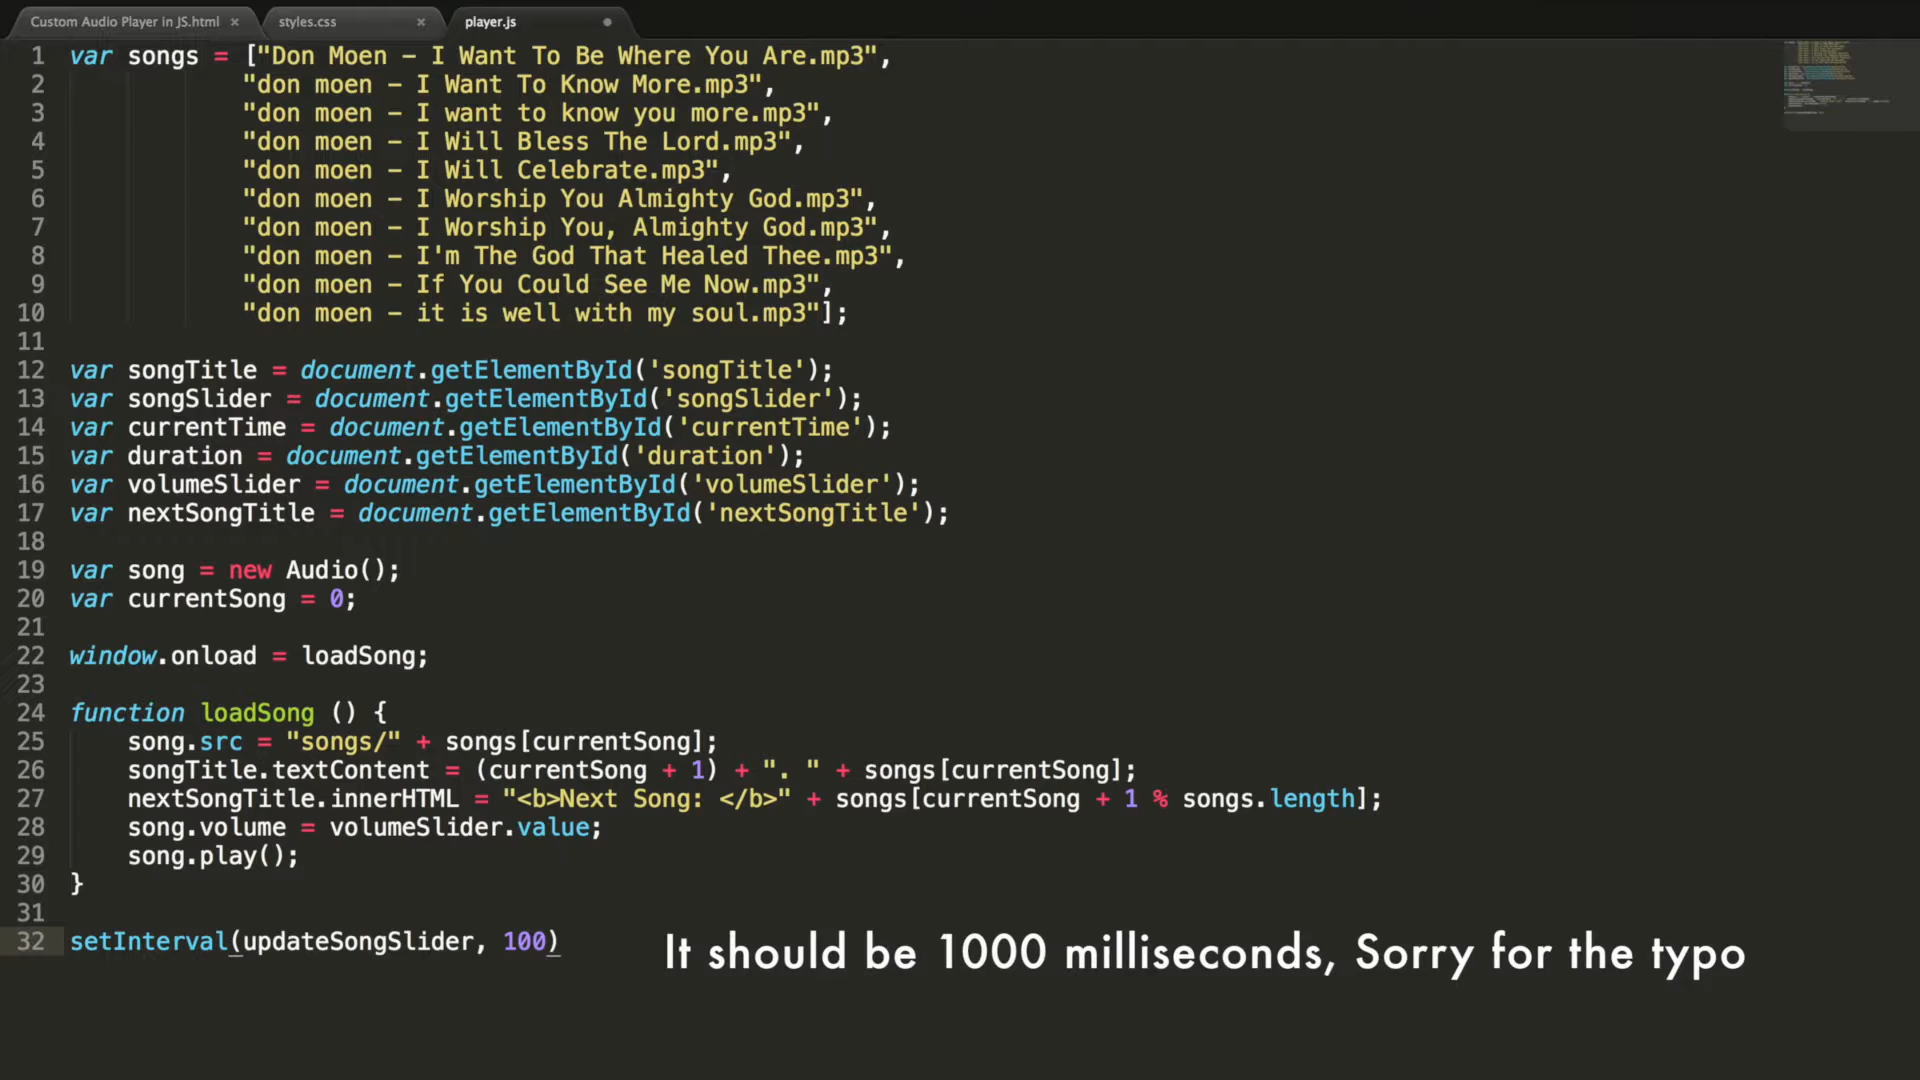 Custom Audio Player in JS.html × styles.css × player.js
1 var songs = ["Don Moen - I Want To Be Where You Are.mp3",
2 "don moen - I Want To Know More.mp3",
3 "don moen - I want to know you more.mp3",
4 "don moen - I Will Bless The Lord.mp3",
5 "don moen - I Will Celebrate.mp3",
6 "don moen - I Worship You Almighty God.mp3",
7 "don moen - I Worship You, Almighty God.mp3",
8 "don moen - I'm The God That Healed Thee.mp3",
9 "don moen - If You Could See Me Now.mp3",
10 "don moen - it is well with my soul.mp3"];
11
12 var songTitle = document.getElementById('songTitle');
13 var songSlider = document.getElementById('songSlider');
14 var currentTime = document.getElementById('currentTime');
15 var duration = document.getElementById('duration');
16 var volumeSlider = document.getElementById('volumeSlider');
17 var nextSongTitle = document.getElementById('nextSongTitle');
18
19 var song = new Audio();
20 var currentSong = 0;
21
22 window.onload = loadSong;
23
24 function loadSong () {
25 song.src = "songs/" + songs[currentSong];
26 songTitle.textContent = (currentSong + 1) + ". " + songs[currentSong];
27 nextSongTitle.innerHTML = "<b>Next Song: </b>" + songs[currentSong + 1 % songs.length];
28 song.volume = volumeSlider.value;
29 song.play();
30 }
31
32 setInterval(updateSongSlider, 100)
It should be 1000 milliseconds, Sorry for the typo